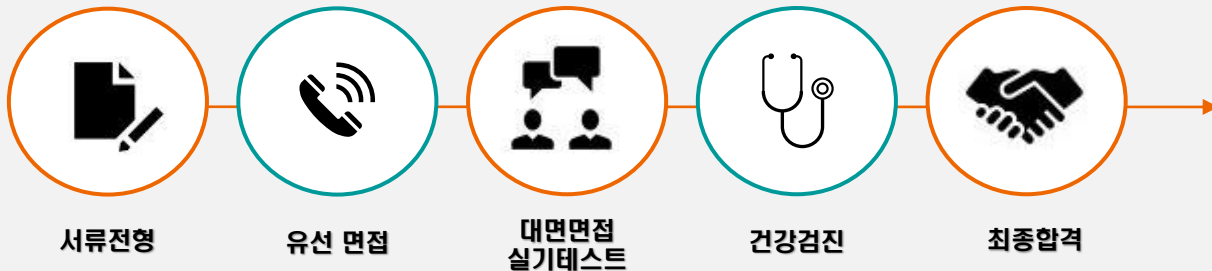 서류전형
유선 면접
대면면접
실기테스트
건강검진
최종합격